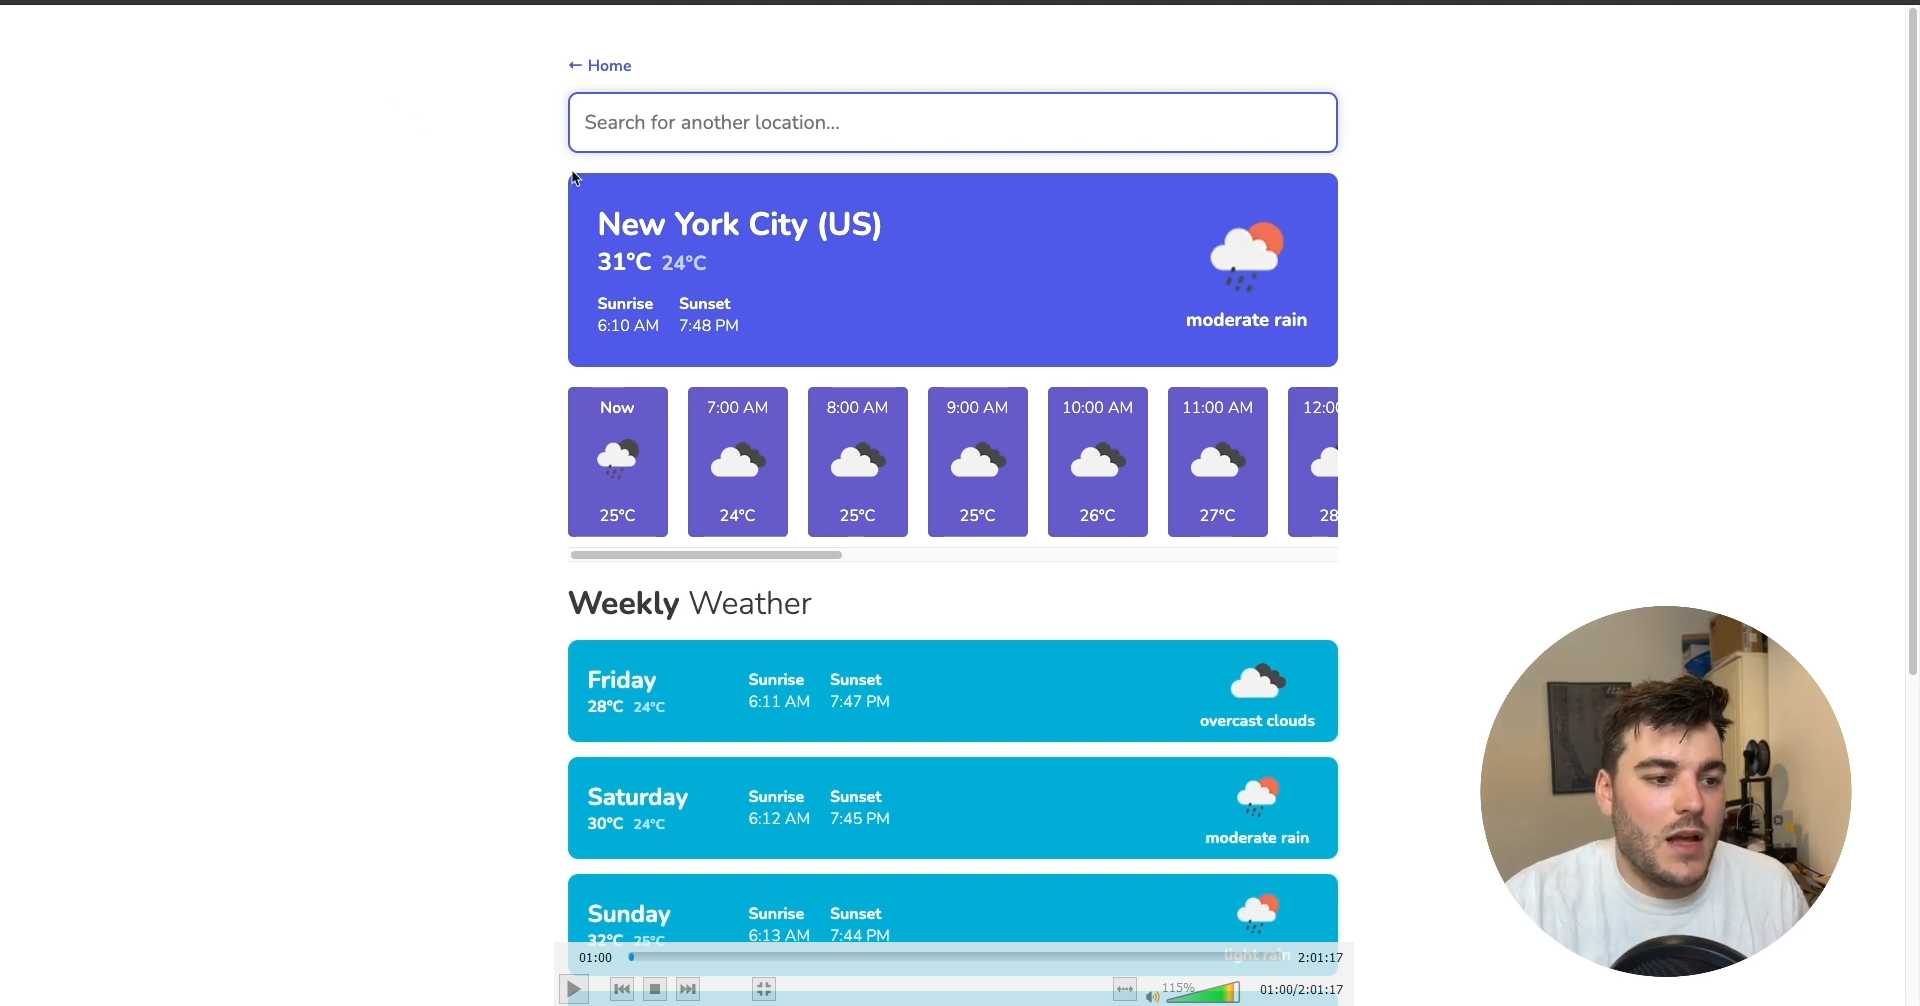 ← Home
Search for another location...
New York City (US)
31°C 24°C
Sunrise Sunset
6:10 AM 7:48 PM
moderate rain
Now 7:00 AM 8:00 AM 9:00 AM 10:00 AM 11:00 AM 12:00
25°C 24°C 25°C 25°C 26°C 27°C 28
Weekly Weather
Friday
28°C 24°C
Sunrise Sunset
6:11 AM 7:47 PM
overcast clouds
Saturday
30°C 24°C
Sunrise Sunset
6:12 AM 7:45 PM
moderate rain
Sunday
32°C 25°C
Sunrise Sunset
6:13 AM 7:44 PM
light rain
01:00 2:01:17
115%
01:00/2:01:17